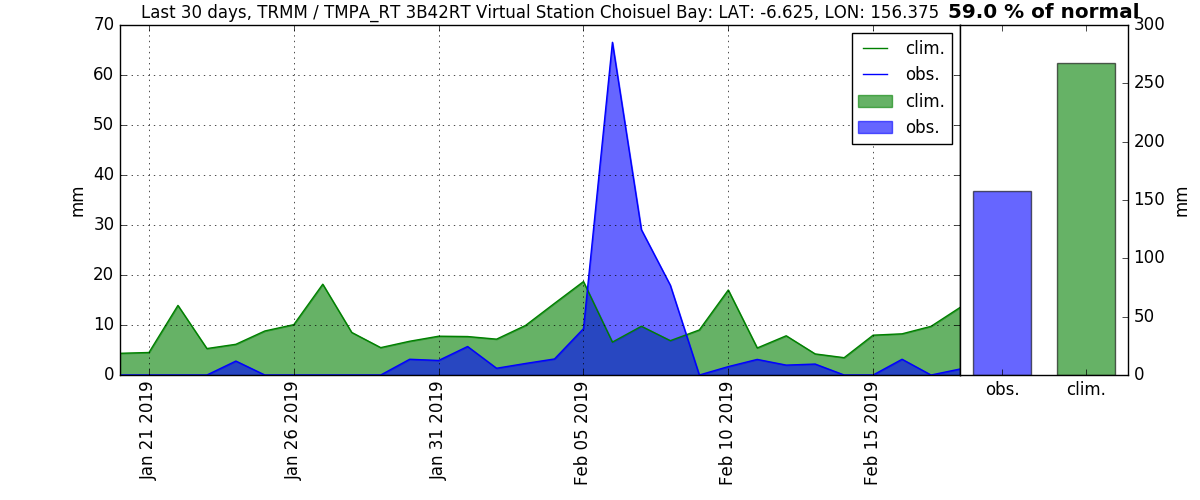 Last 30 days, TRMM / TMPA_RT 3B42RT Virtual Station Choisuel Bay: LAT: -6.625, LON: 156.375
59.0 % of normal
70
60
50
40
30
20
10
0
mm
clim.
obs.
clim.
obs.
Jan 21 2019
Jan 26 2019
Jan 31 2019
Feb 05 2019
Feb 10 2019
Feb 15 2019
300
250
200
150
100
50
0
mm
obs.
clim.